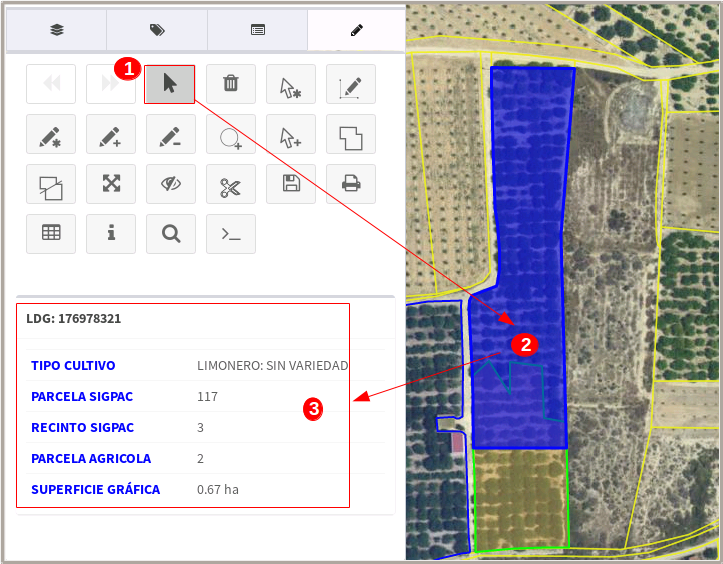 1
LDG: 176978321
TIPO CULTIVO LIMONERO: SIN VARIEDAD
PARCELA SIGPAC 117
RECINTO SIGPAC 3
PARCELA AGRICOLA 2
SUPERFICIE GRÁFICA 0.67 ha
2
3